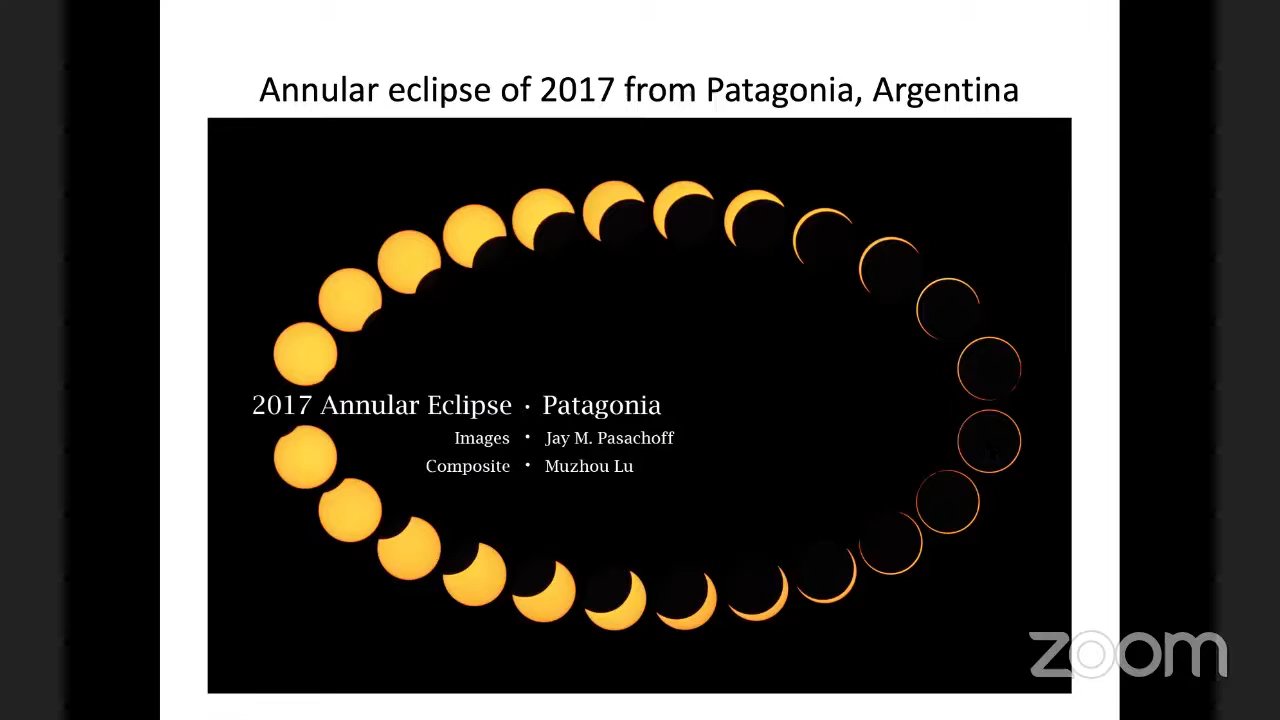 Annular eclipse of 2017 from Patagonia, Argentina
2017 Annular Eclipse · Patagonia
Images · Jay M. Pasachoff
Composite · Muzhou Lu
zoom